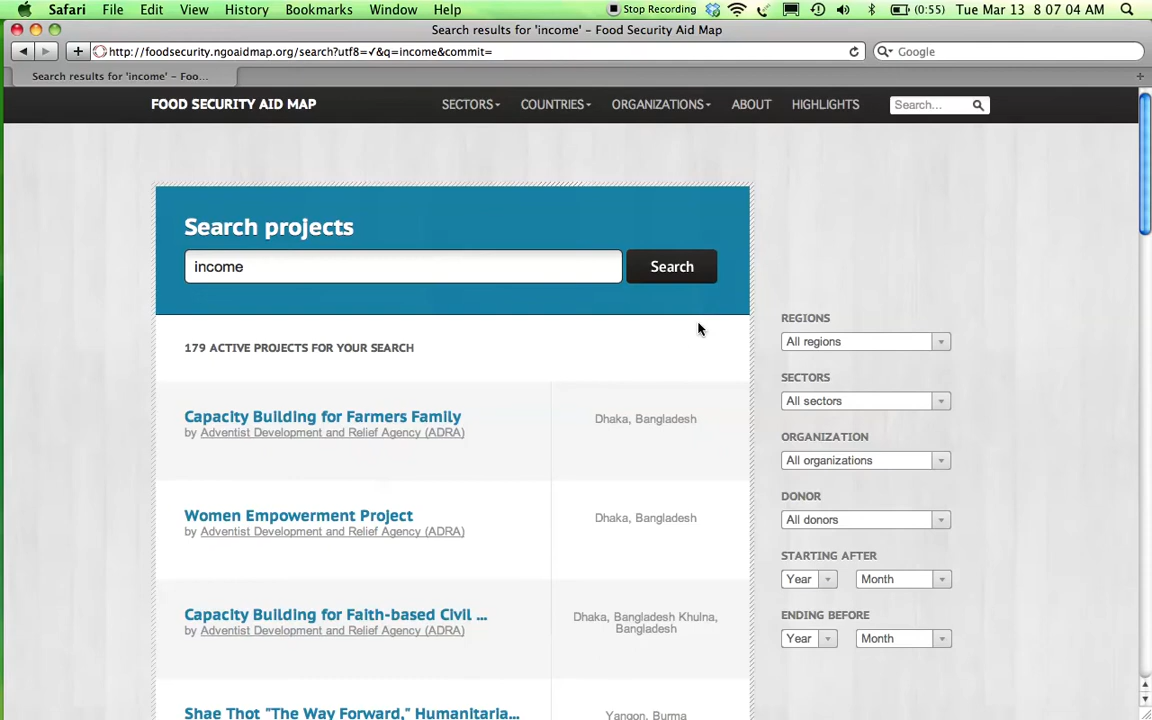 Safari File Edit View History Bookmarks Window Help Stop Recording (0:55) Tue Mar 13 8 07 04 AM
Search results for 'income' – Food Security Aid Map
http://foodsecurity.ngoaidmap.org/search?utf8=✓&q=income&commit= Google
Search results for 'income' – Foo...
FOOD SECURITY AID MAP SECTORS COUNTRIES ORGANIZATIONS ABOUT HIGHLIGHTS Search...
Search projects
income Search
179 ACTIVE PROJECTS FOR YOUR SEARCH
Capacity Building for Farmers Family
by Adventist Development and Relief Agency (ADRA)
Dhaka, Bangladesh
Women Empowerment Project
by Adventist Development and Relief Agency (ADRA)
Dhaka, Bangladesh
Capacity Building for Faith-based Civil ...
by Adventist Development and Relief Agency (ADRA)
Dhaka, Bangladesh Khulna,
Bangladesh
Shae Thot "The Way Forward," Humanitaria...
Yangon, Burma
REGIONS
All regions
SECTORS
All sectors
ORGANIZATION
All organizations
DONOR
All donors
STARTING AFTER
Year Month
ENDING BEFORE
Year Month